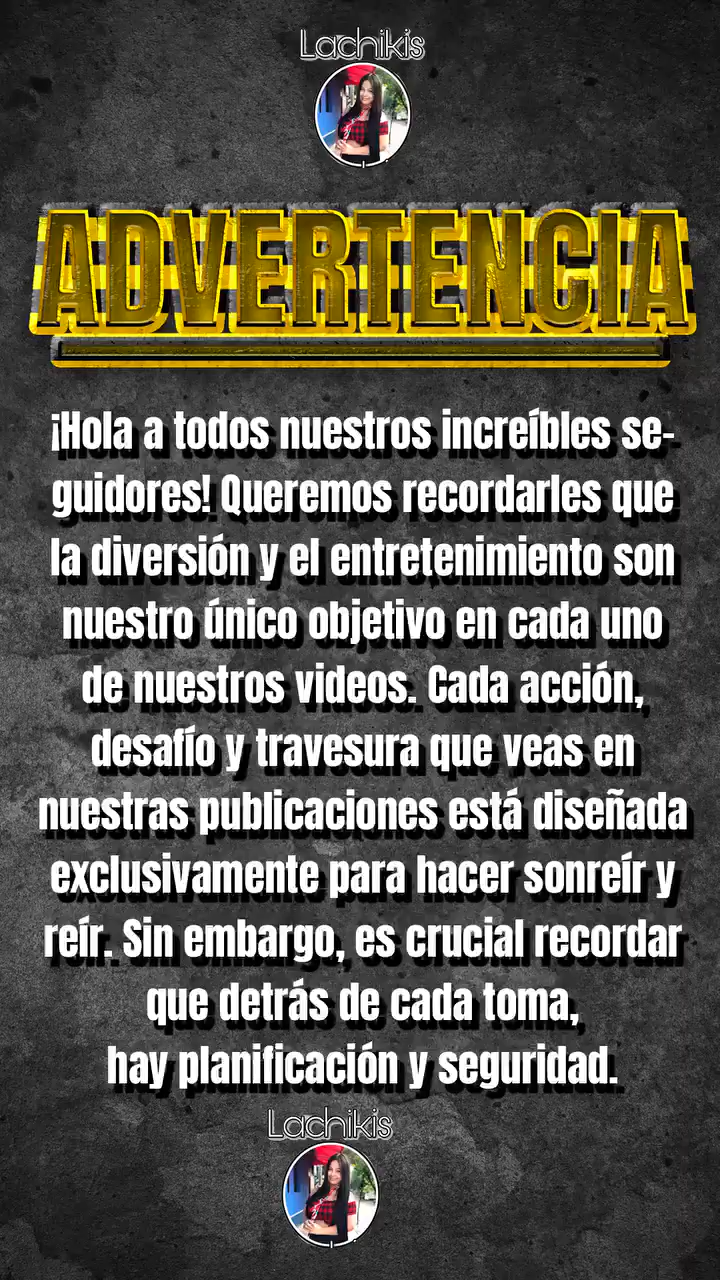 Lachikis
ADVERTENCIA
¡Hola a todos nuestros increíbles se-
guidores! Queremos recordarles que
la diversión y el entretenimiento son
nuestro único objetivo en cada uno
de nuestros videos. Cada acción,
desafío y travesura que veas en
nuestras publicaciones está diseñada
exclusivamente para hacer sonreír y
reír. Sin embargo, es crucial recordar
que detrás de cada toma,
hay planificación y seguridad.
Lachikis